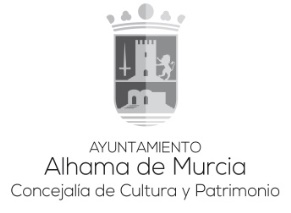 AYUNTAMIENTO
Alhama de Murcia
Concejalía de Cultura y Patrimonio